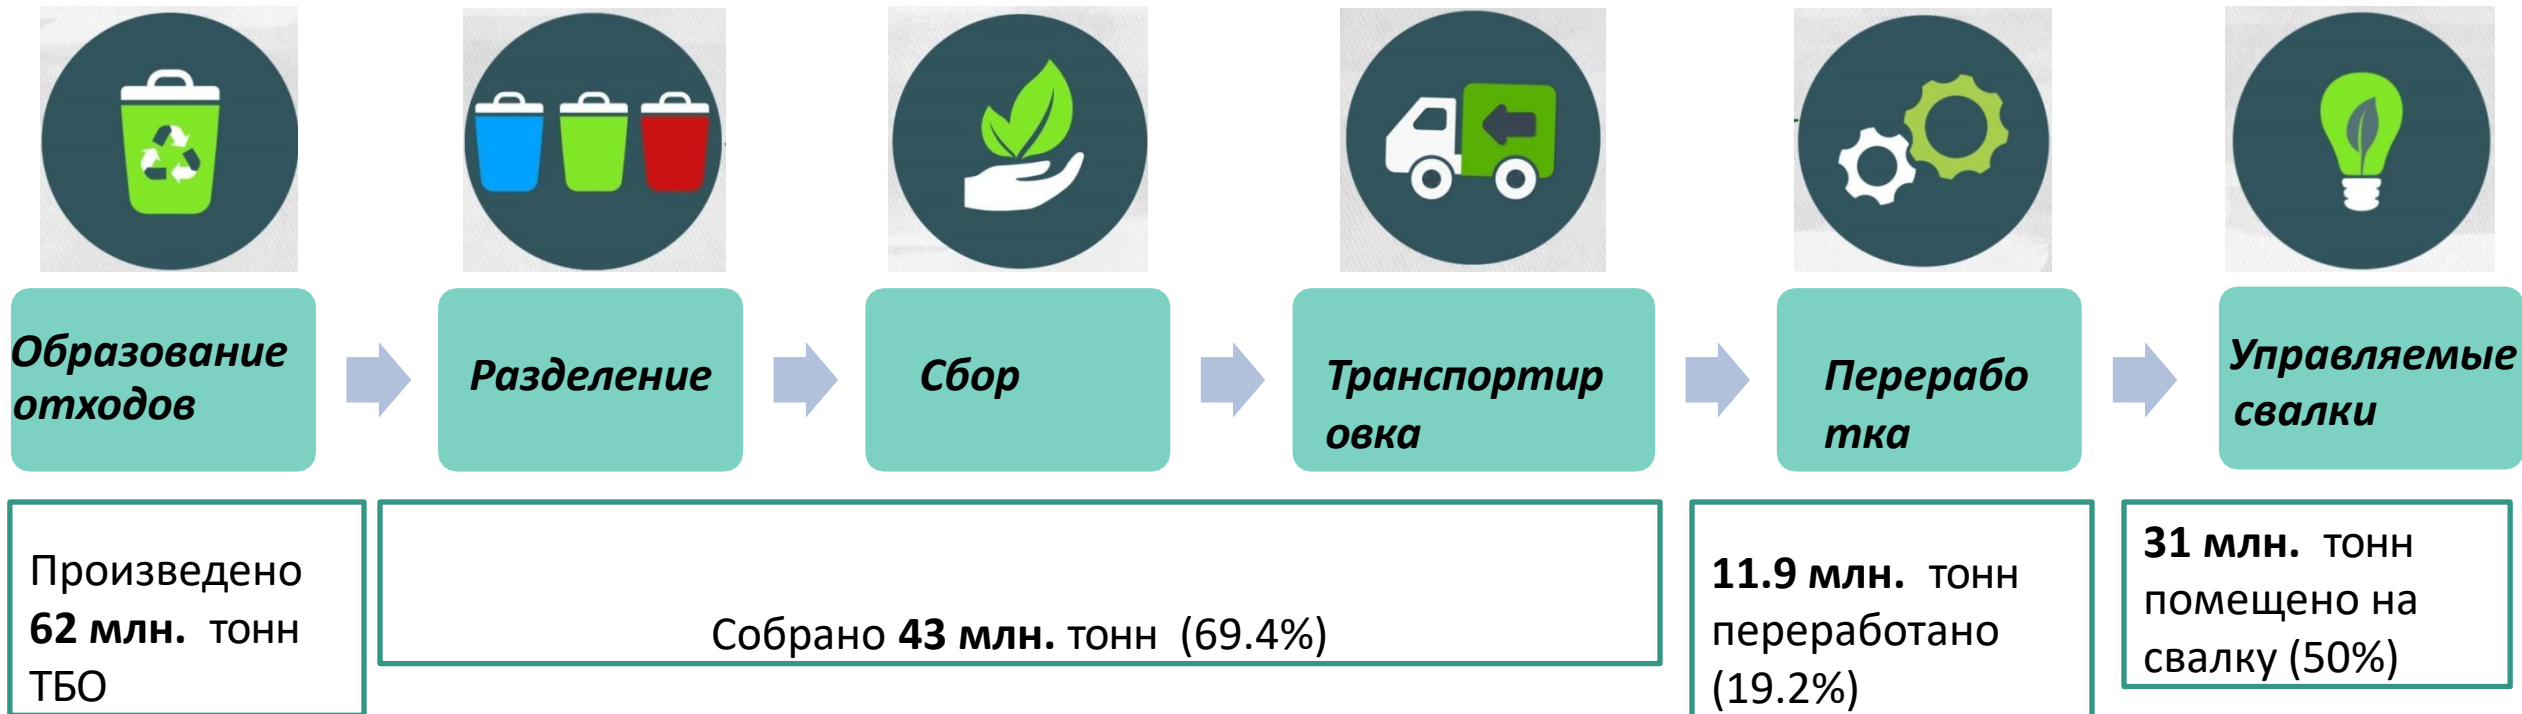 Образование
отходов
Разделение
Сбор
Транспортир
овка
Перерабо
тка
Управляемые
свалки
Произведено
62 млн. тонн
ТБО
Собрано 43 млн. тонн (69.4%)
11.9 млн. тонн
переработано
(19.2%)
31 млн. тонн
помещено на
свалку (50%)